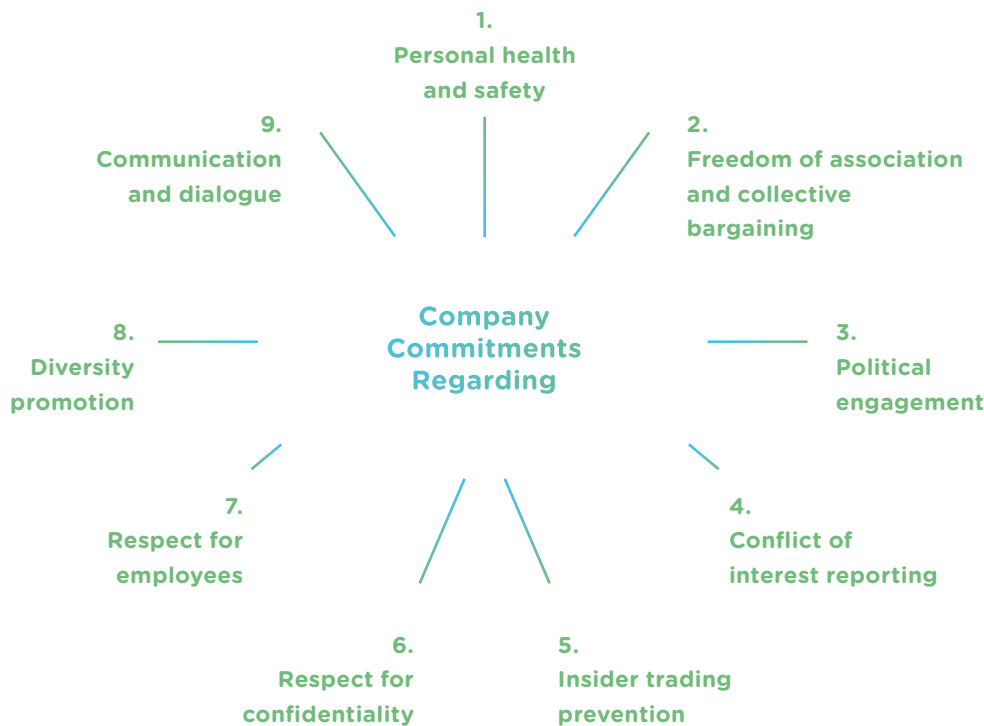 1.
Personal health
and safety
2.
Freedom of association
and collective
bargaining
3.
Political
engagement
4.
Conflict of
interest reporting
5.
Insider trading
prevention
6.
Respect for
confidentiality
7.
Respect for
employees
8.
Diversity
promotion
9.
Communication
and dialogue
Company
Commitments
Regarding